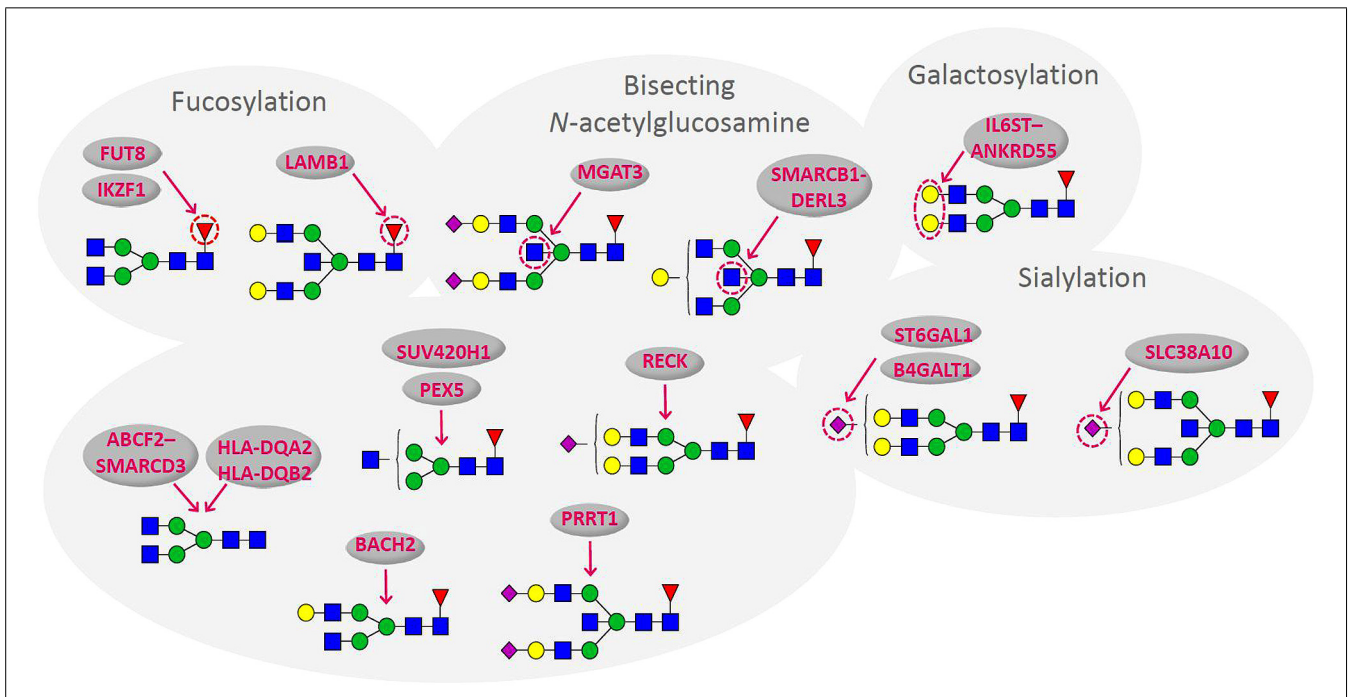 Fucosylation
FUT8
IKZF1
LAMB1
Bisecting
N-acetylglucosamine
MGAT3
SMARCB1-
DERL3
Galactosylation
IL6ST–
ANKRD55
Sialylation
ST6GAL1
B4GALT1
SLC38A10
SUV420H1
PEX5
RECK
ABCF2–
SMARCD3
HLA-DQA2
HLA-DQB2
BACH2
PRRT1